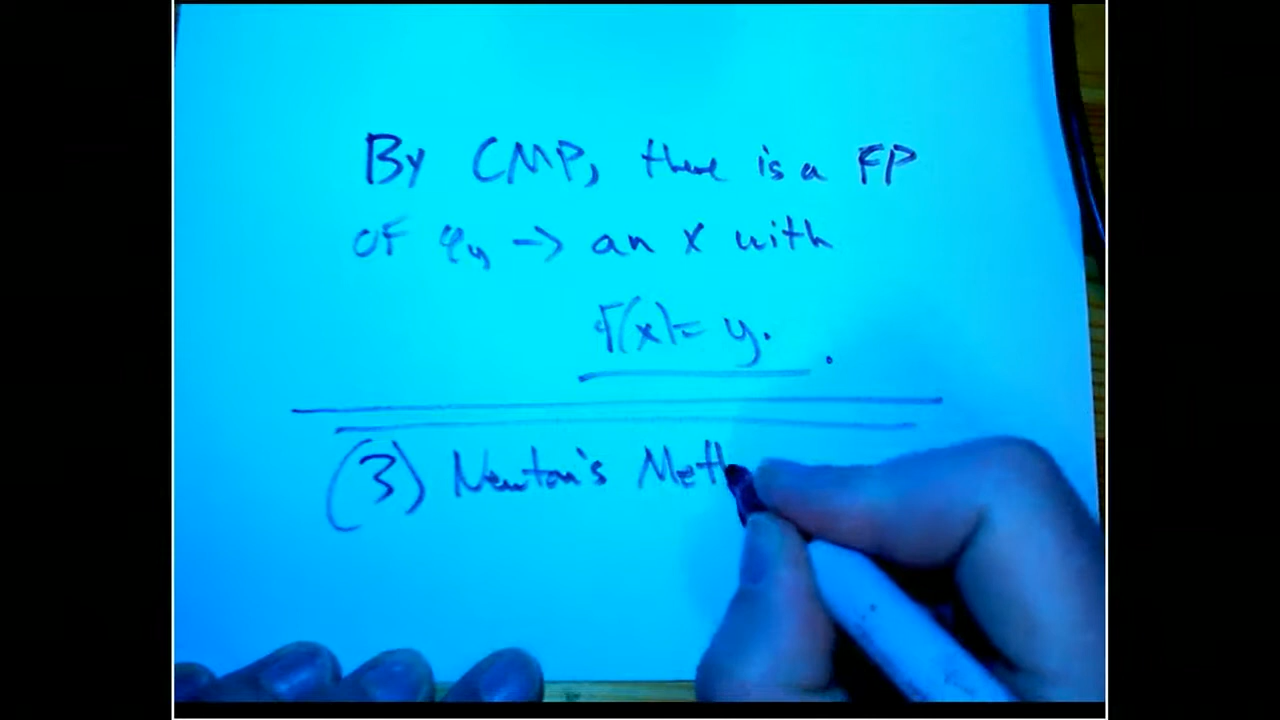 By CMP, there is a FP
of φy → an x with
f(x) = y.
(3) Newton's Meth